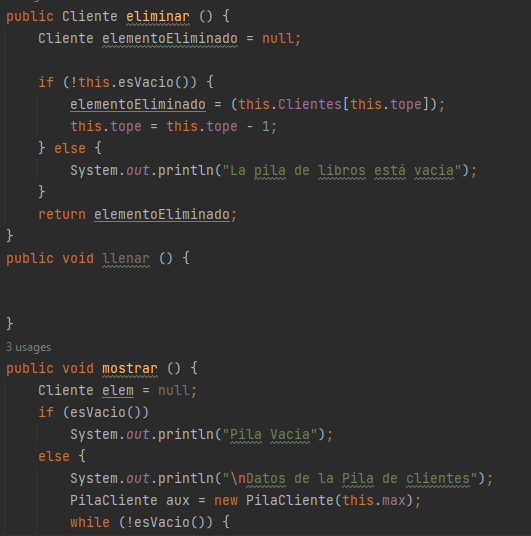 public Cliente eliminar () {
Cliente elementoEliminado = null;
if (!this.esVacio()) {
elementoEliminado = (this.Clientes[this.tope]);
this.tope = this.tope - 1;
} else {
System.out.println("La pila de libros está vacia");
}
return elementoEliminado;
}
public void llenar () {
}
3 usages
public void mostrar () {
Cliente elem = null;
if (esVacio())
System.out.println("Pila Vacia");
else {
System.out.println("\nDatos de la Pila de clientes");
PilaCliente aux = new PilaCliente(this.max);
while (!esVacio()) {